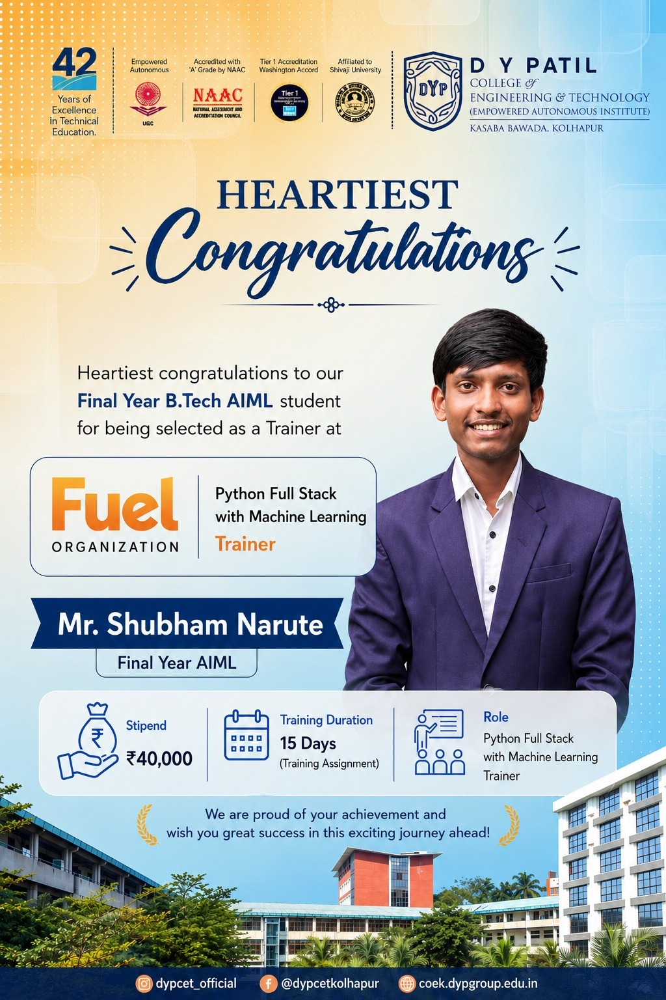 42
Years of
Excellence
in Technical
Education.
Empowered
Autonomous
UGC
Accredited with
'A' Grade by NAAC
NAAC
NATIONAL ASSESSMENT AND
ACCREDITATION COUNCIL
Tier 1 Accreditation
Washington Accord
Tier 1
Affiliated to
Shivaji University
DYP
D Y PATIL
COLLEGE of
ENGINEERING & TECHNOLOGY
(EMPOWERED AUTONOMOUS INSTITUTE)
KASABA BAWADA, KOLHAPUR
HEARTIEST
Congratulations
Heartiest congratulations to our
Final Year B.Tech AIML student
for being selected as a Trainer at
Fuel
ORGANIZATION
Python Full Stack
with Machine Learning
Trainer
Mr. Shubham Narute
Final Year AIML
₹
Stipend
₹40,000
Training Duration
15 Days
(Training Assignment)
Role
Python Full Stack
with Machine Learning
Trainer
We are proud of your achievement and
wish you great success in this exciting journey ahead!
dypcet_official
@dypcetkolhapur
coek.dypgroup.edu.in